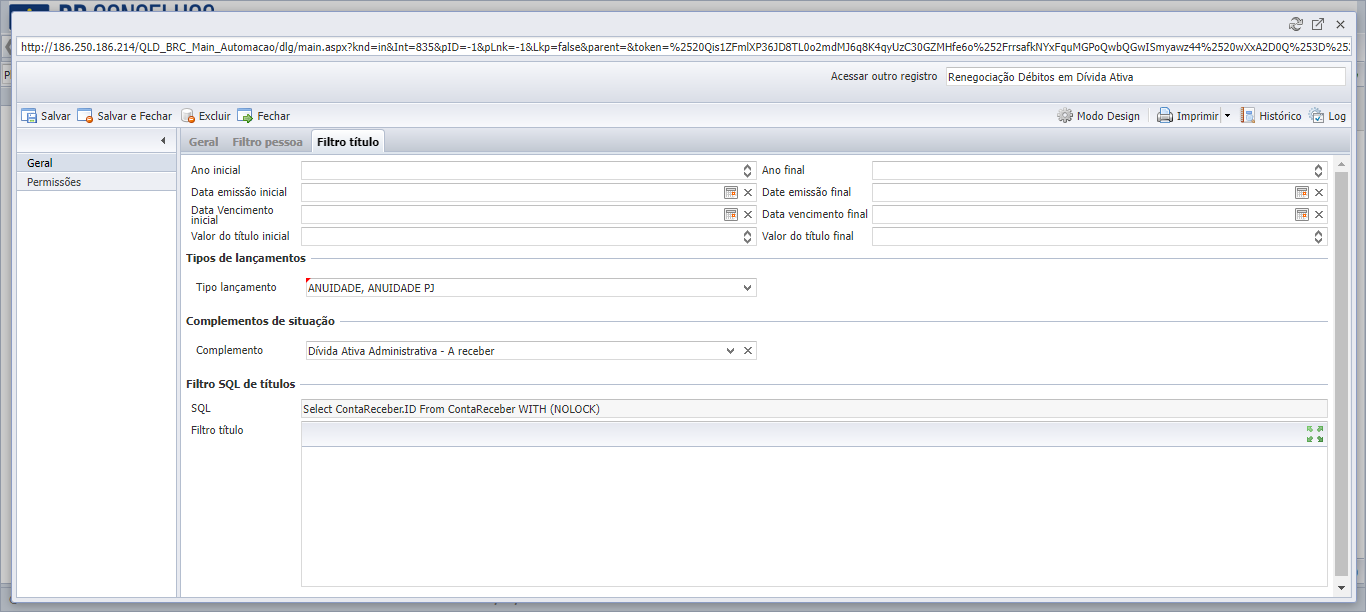 http://186.250.186.214/QLD_BRC_Main_Automacao/dlg/main.aspx?knd=in&Int=835&pID=-1&pLnk=-1&Lkp=false&parent=&token=%2520Qis1ZFmlXP36JD8TL0o2mdMJ6q8K4qyUzC30GZMHfe6o%252FrrsafkNYxFquMGPoQwbQGwISmyawz44%2520wXxA2D0Q%253D%25
Acessar outro registro Renegociação Débitos em Dívida Ativa
Salvar Salvar e Fechar Excluir Fechar Modo Design Imprimir Histórico Log
Geral Filtro pessoa Filtro título
Geral
Permissões
Ano inicial Ano final
Data emissão inicial Date emissão final
Data Vencimento inicial Data vencimento final
Valor do título inicial Valor do título final
Tipos de lançamentos
Tipo lançamento ANUIDADE, ANUIDADE PJ
Complementos de situação
Complemento Dívida Ativa Administrativa - A receber
Filtro SQL de títulos
SQL Select ContaReceber.ID From ContaReceber WITH (NOLOCK)
Filtro título